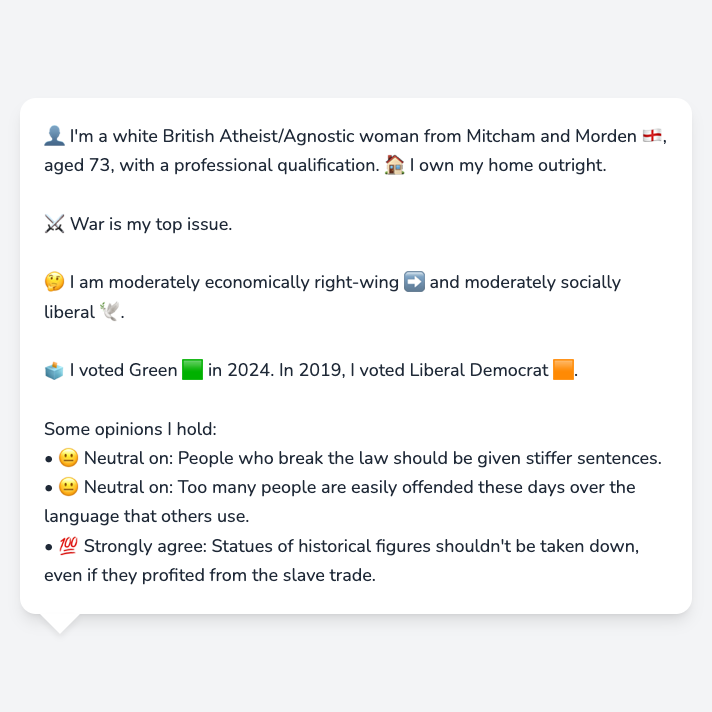 👤 I'm a white British Atheist/Agnostic woman from Mitcham and Morden 🏴󠁧󠁢󠁥󠁮󠁧󠁿,
aged 73, with a professional qualification. 🏠 I own my home outright.
⚔️ War is my top issue.
🤔 I am moderately economically right-wing ➡️ and moderately socially
liberal 🕊️.
🗳️ I voted Green 🟩 in 2024. In 2019, I voted Liberal Democrat 🟧.
Some opinions I hold:
• 😐 Neutral on: People who break the law should be given stiffer sentences.
• 😐 Neutral on: Too many people are easily offended these days over the
language that others use.
• 💯 Strongly agree: Statues of historical figures shouldn't be taken down,
even if they profited from the slave trade.